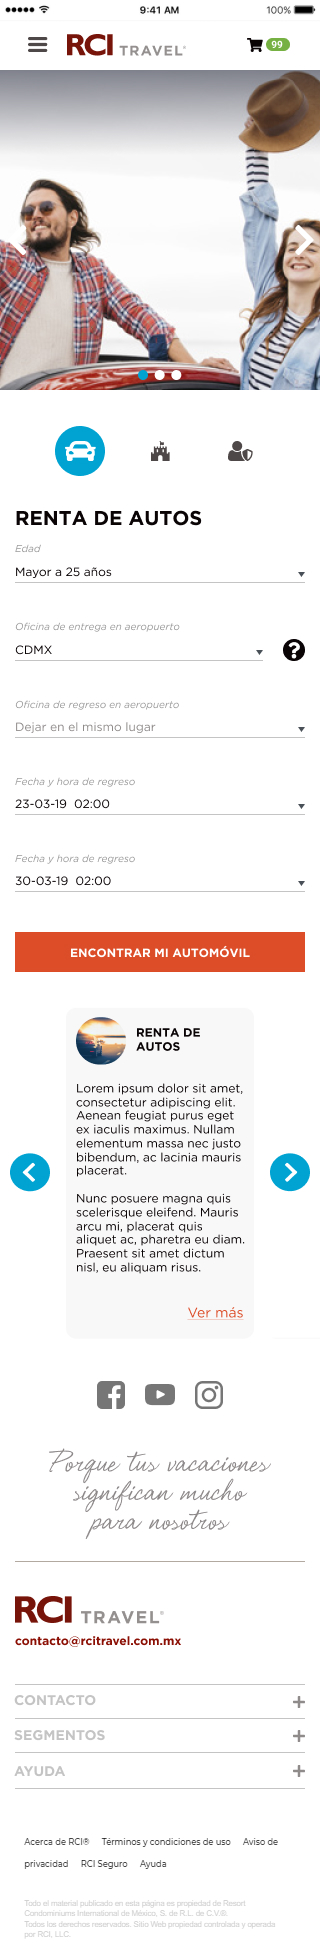 9:41 AM 100%
RCI TRAVEL® 99
RENTA DE AUTOS
Edad
Mayor a 25 años
Oficina de entrega en aeropuerto
CDMX
Oficina de regreso en aeropuerto
Dejar en el mismo lugar
Fecha y hora de regreso
23-03-19 02:00
Fecha y hora de regreso
30-03-19 02:00
ENCONTRAR MI AUTOMÓVIL
RENTA DE
AUTOS
Lorem ipsum dolor sit amet,
consectetur adipiscing elit.
Aenean feugiat purus eget
ex iaculis maximus. Nullam
elementum massa nec justo
bibendum, ac lacinia mauris
placerat.
Nunc posuere magna quis
scelerisque eleifend. Mauris
arcu mi, placerat quis
aliquet ac, pharetra eu diam.
Praesent sit amet dictum
nisl, eu aliquam risus.
Ver más
Porque tus vacaciones
significan mucho
para nosotros
RCI TRAVEL®
contacto@rcitravel.com.mx
CONTACTO
SEGMENTOS
AYUDA
Acerca de RCI® Términos y condiciones de uso Aviso de
privacidad RCI Seguro Ayuda
Todo el material publicado en esta página es propiedad de Resort
Condominiums International de México, S. de R.L. de C.V.®.
Todos los derechos reservados. Sitio Web propiedad controlada y operada
por RCI, LLC.